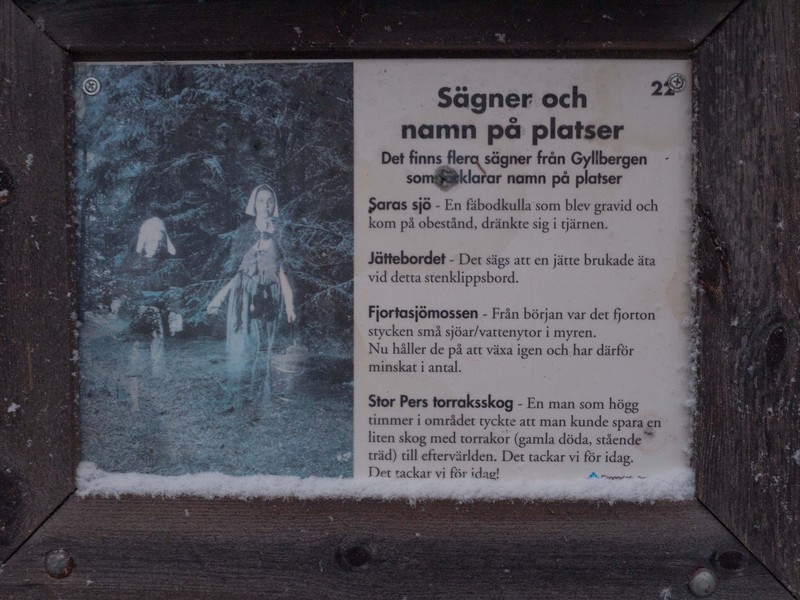 22
Sägner och
namn på platser
Det finns flera sägner från Gyllbergen
som namn på platser
Saras sjö - En fäbodkulla som blev gravid och
kom på obestånd, dränkte sig i tjärnen.
Jättebordet - Det sägs att en jätte brukade äta
vid detta stenklippsbord.
Fjortasjömossen - Från början var det fjorton
stycken små sjöar/vattenytor i myren.
Nu håller de på att växa igen och har därför
minskat i antal.
Stor Pers torraksskog - En man som högg
timmer i området tyckte att man kunde spara en
liten skog med torrakor (gamla döda, stående
träd) till eftervärlden. Det tackar vi för idag.
Det tackar vi för idag!